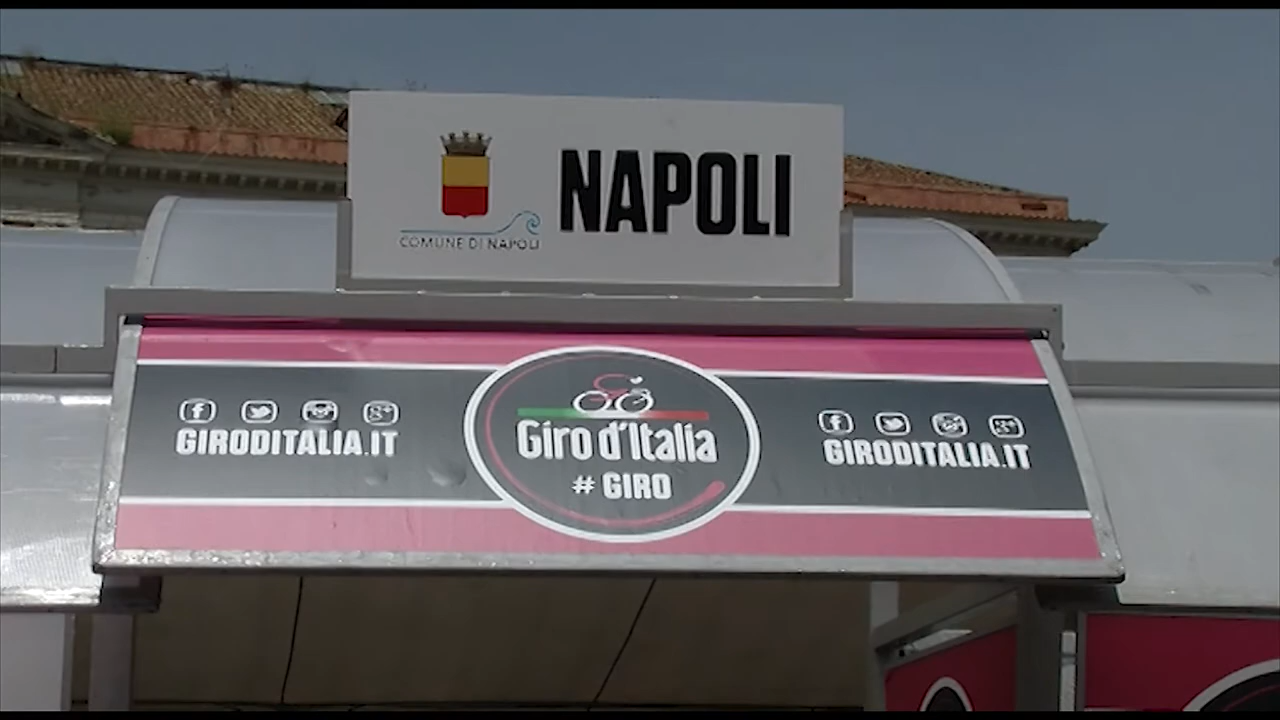 NAPOLI
COMUNE DI NAPOLI
GIRODITALIA.IT
Giro d'Italia
# GIRO
GIRODITALIA.IT